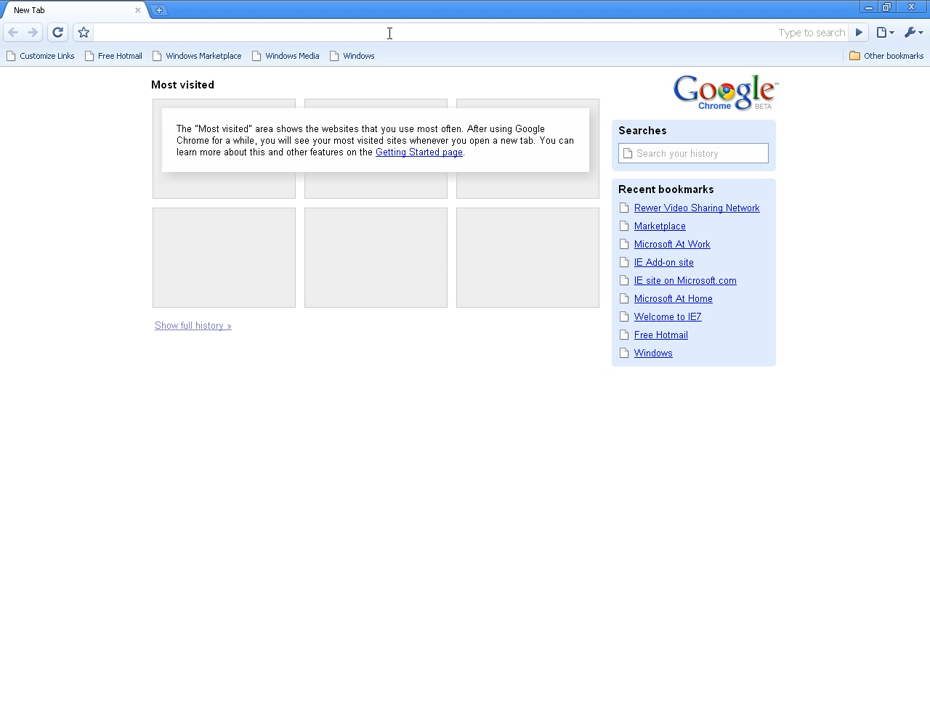 New Tab
Type to search
Customize Links
Free Hotmail
Windows Marketplace
Windows Media
Windows
Other bookmarks
Most visited
The "Most visited" area shows the websites that you use most often. After using Google
Chrome for a while, you will see your most visited sites whenever you open a new tab. You can
learn more about this and other features on the Getting Started page.
Show full history »
Google™
Chrome BETA
Searches
Search your history
Recent bookmarks
Rewer Video Sharing Network
Marketplace
Microsoft At Work
IE Add-on site
IE site on Microsoft.com
Microsoft At Home
Welcome to IE7
Free Hotmail
Windows